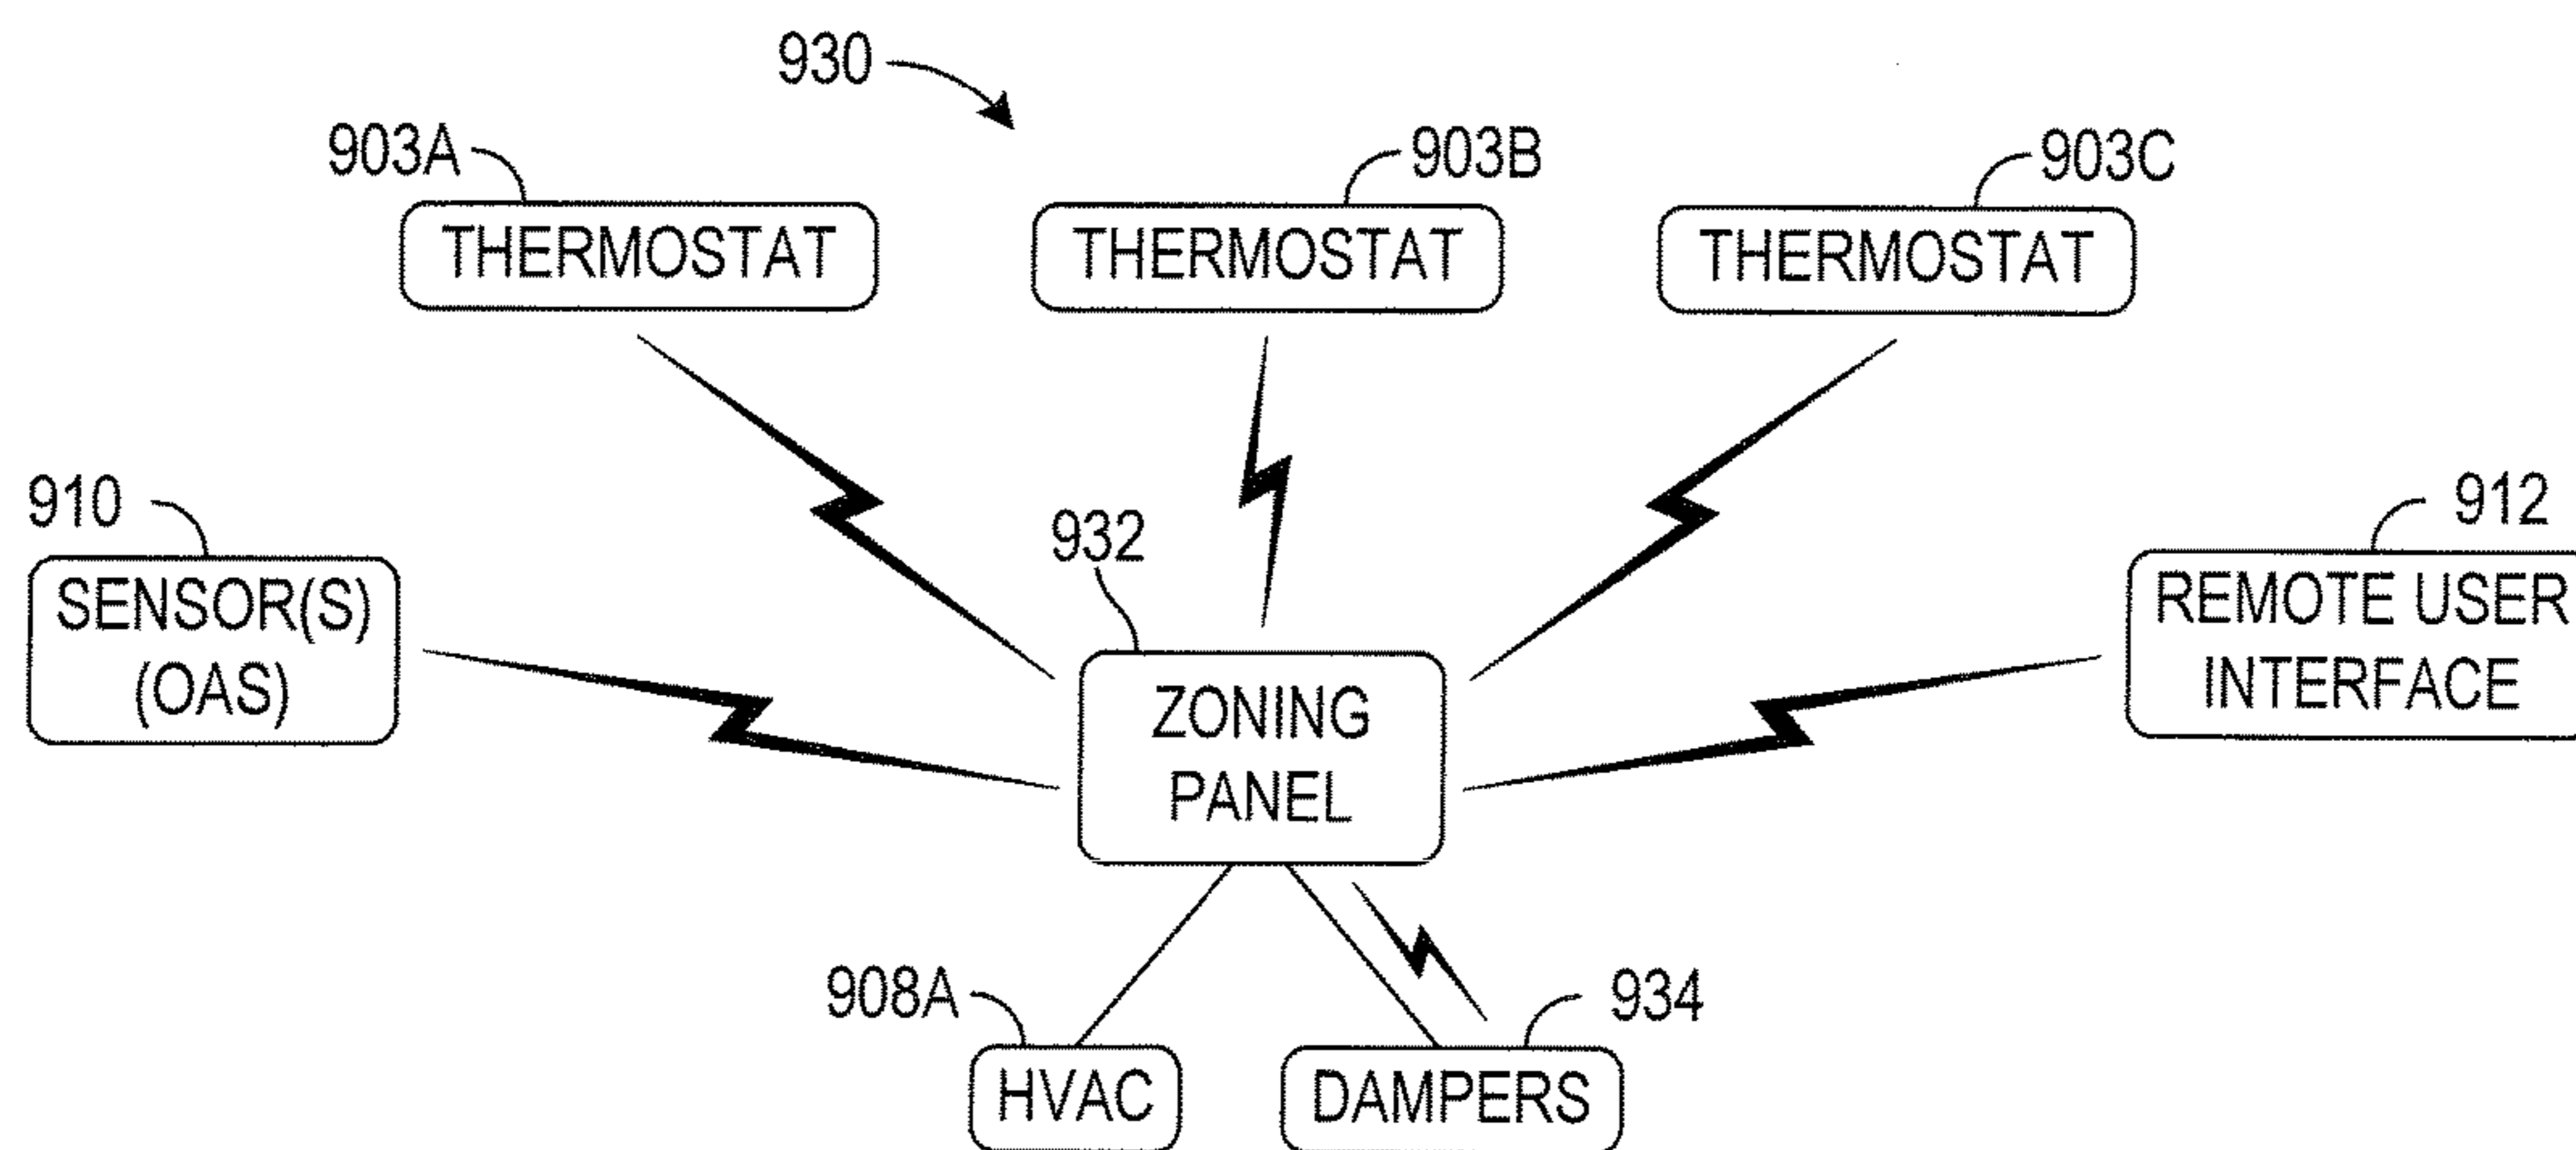 930
903A
903B
903C
THERMOSTAT
THERMOSTAT
THERMOSTAT
910
932
912
SENSOR(S)
(OAS)
REMOTE USER
INTERFACE
ZONING
PANEL
908A
934
HVAC
DAMPERS